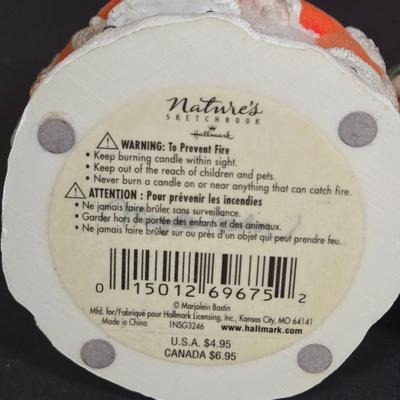 Nature's
SKETCHBOOK
Hallmark
WARNING: To Prevent Fire
• Keep burning candle within sight.
• Keep out of the reach of children and pets.
• Never burn a candle on or near anything that can catch fire.
ATTENTION : Pour prévenir les incendies
• Ne jamais faire brûler sans surveillance.
• Garder hors de portée des enfants et des animaux.
• Ne jamais faire brûler sur ou près d'un objet qui peut prendre feu.
0 15012 69675 2
© Marjolein Bastin
Mfd. for/Fabriqué pour Hallmark Licensing, Inc., Kansas City, MO 64141
Made in China INSG3246 www.hallmark.com
U.S.A. $4.95
CANADA $6.95